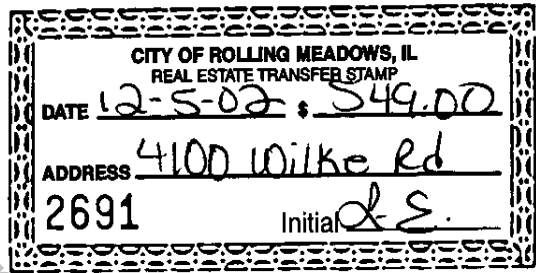 CITY OF ROLLING MEADOWS, IL
REAL ESTATE TRANSFER STAMP
DATE 12-5-02 $ 549.00
ADDRESS 4100 Wilke Rd
2691 Initial L.S.